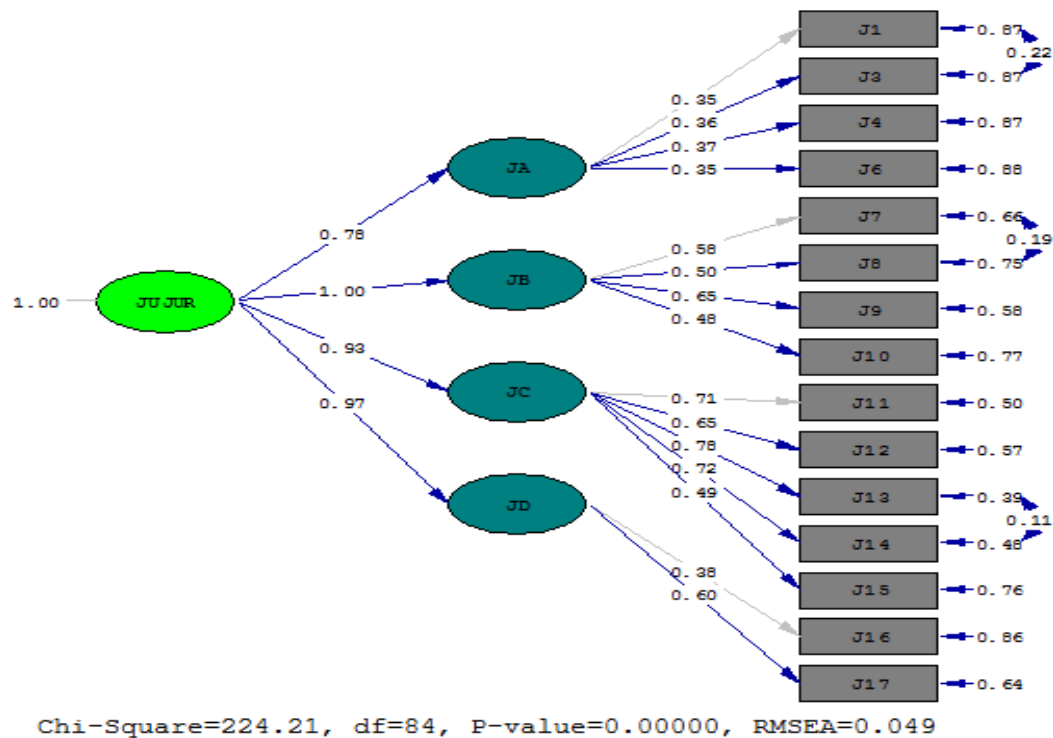 J1
0.87
0.22
J3
0.87
0.35
0.36
J4
0.87
0.37
JA
0.35
J6
0.88
J7
0.66
0.78
0.19
0.58
J8
0.75
0.50
JB
1.00
0.65
J9
0.58
1.00
JUJUR
0.48
J10
0.77
0.93
JC
0.71
J11
0.50
0.97
0.65
0.78
J12
0.57
0.72
0.49
J13
0.39
JD
0.11
J14
0.48
0.38
J15
0.76
0.60
J16
0.86
J17
0.64
Chi-Square=224.21, df=84, P-value=0.00000, RMSEA=0.049